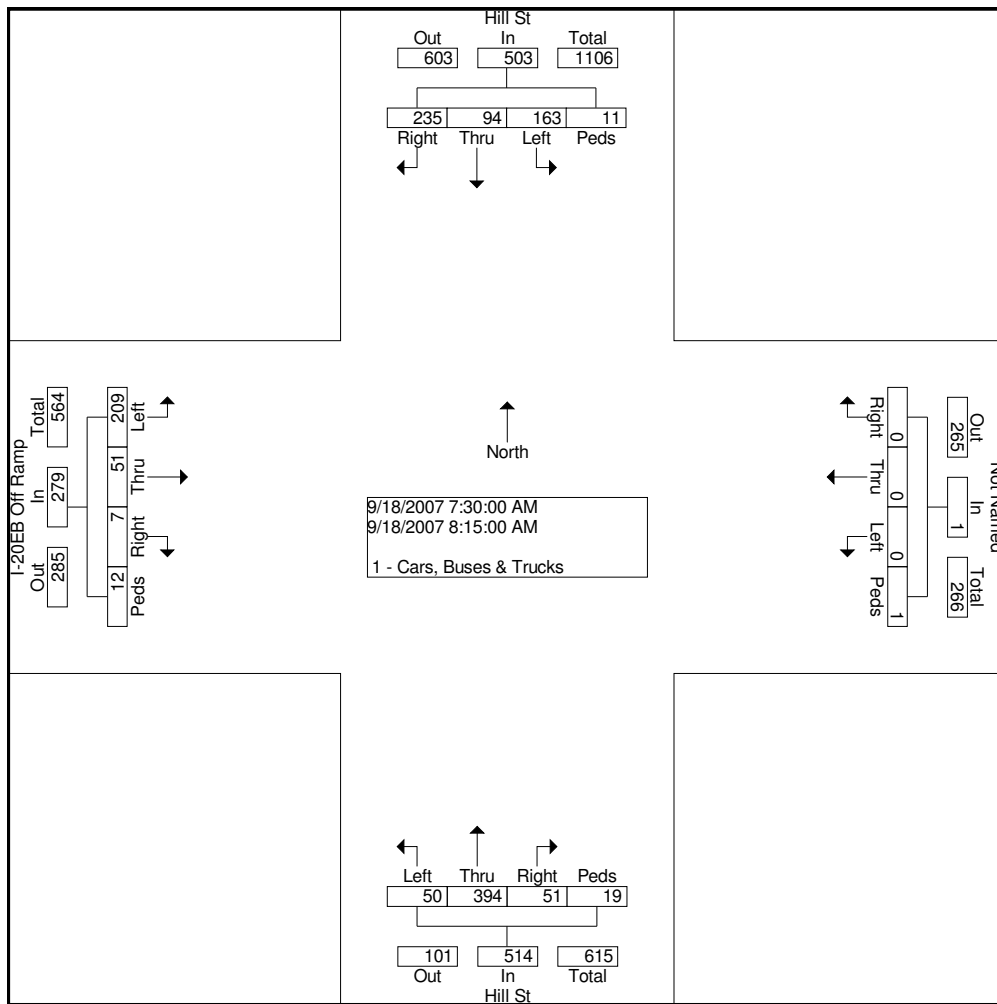 Hill St
Out In Total
603 503 1106
235 94 163 11
Right Thru Left Peds
I-20EB Off Ramp
Total In Out
564 279 285
209 51 7 12
Left Thru Right Peds
North
9/18/2007 7:30:00 AM
9/18/2007 8:15:00 AM
1 - Cars, Buses & Trucks
Right Thru Left Peds
0 0 0 1
265 1 266
Out In Total
Not Named
Left Thru Right Peds
50 394 51 19
101 514 615
Out In Total
Hill St